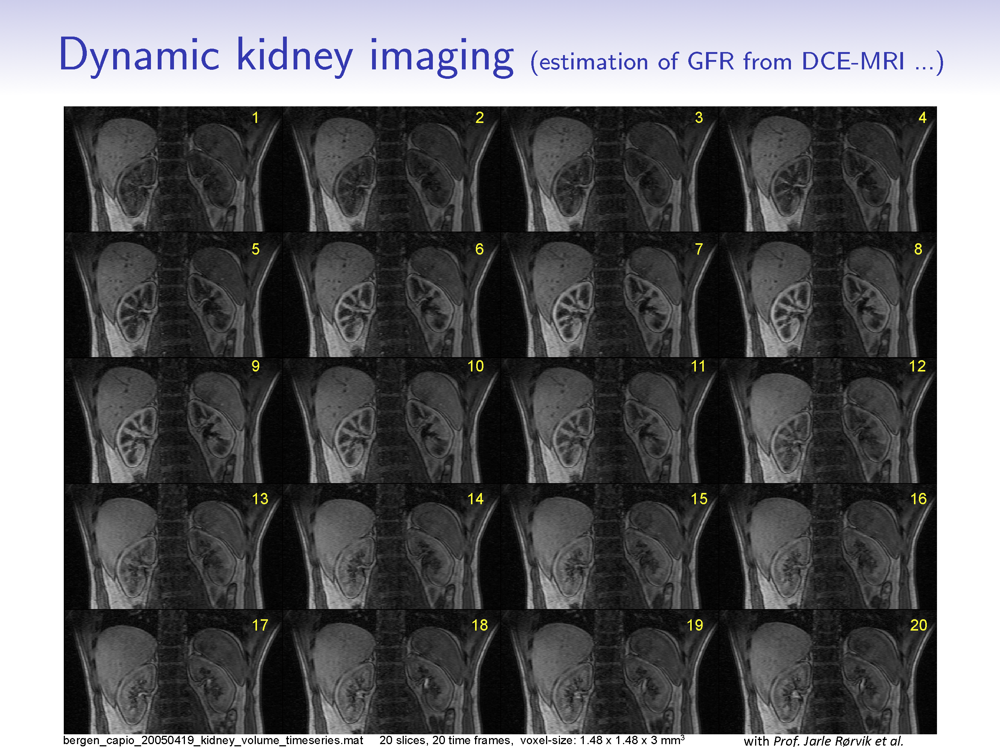 Dynamic kidney imaging (estimation of GFR from DCE-MRI ...)
1 2 3 4
5 6 7 8
9 10 11 12
13 14 15 16
17 18 19 20
bergen_capio_20050419_kidney_volume_timeseries.mat 20 slices, 20 time frames, voxel-size: 1.48 x 1.48 x 3 mm³ with Prof. Jarle Rørvik et al.